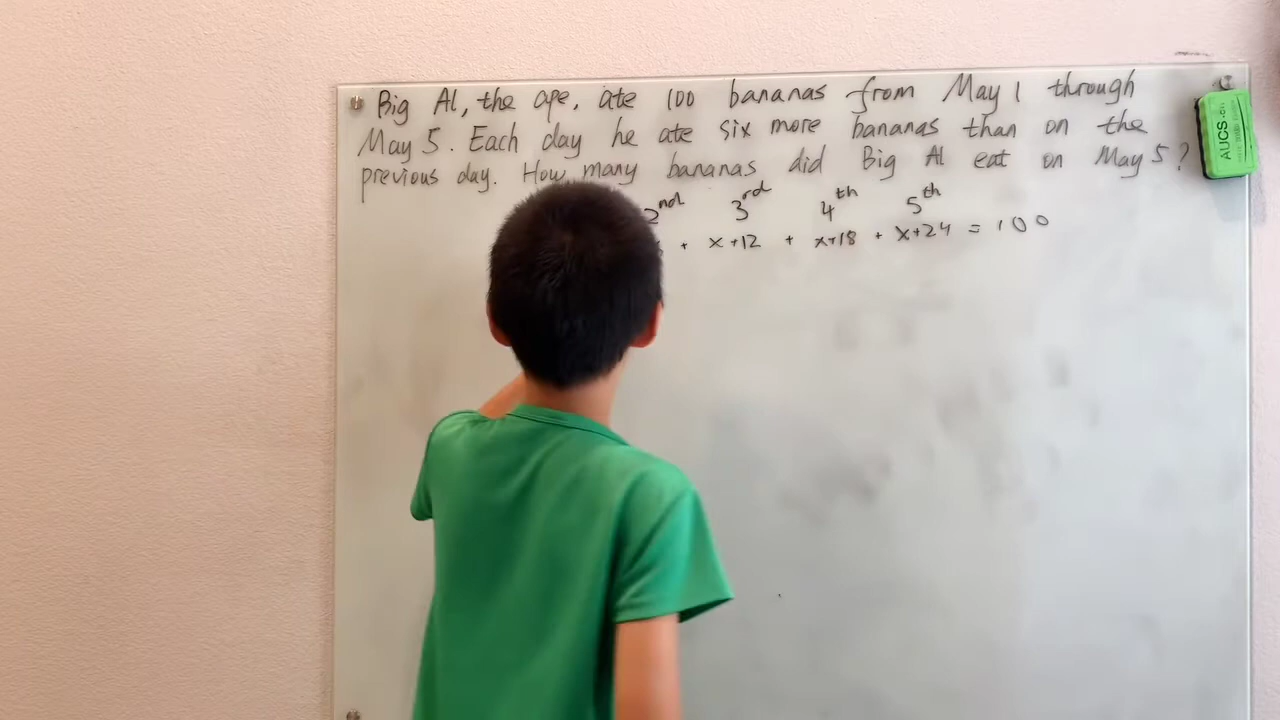 Big Al, the ape, ate 100 bananas from May 1 through
May 5. Each day he ate six more bananas than on the
previous day. How many bananas did Big Al eat on May 5?
2nd 3rd 4th 5th
+ x+12 + x+18 + x+24 = 100
AUCS